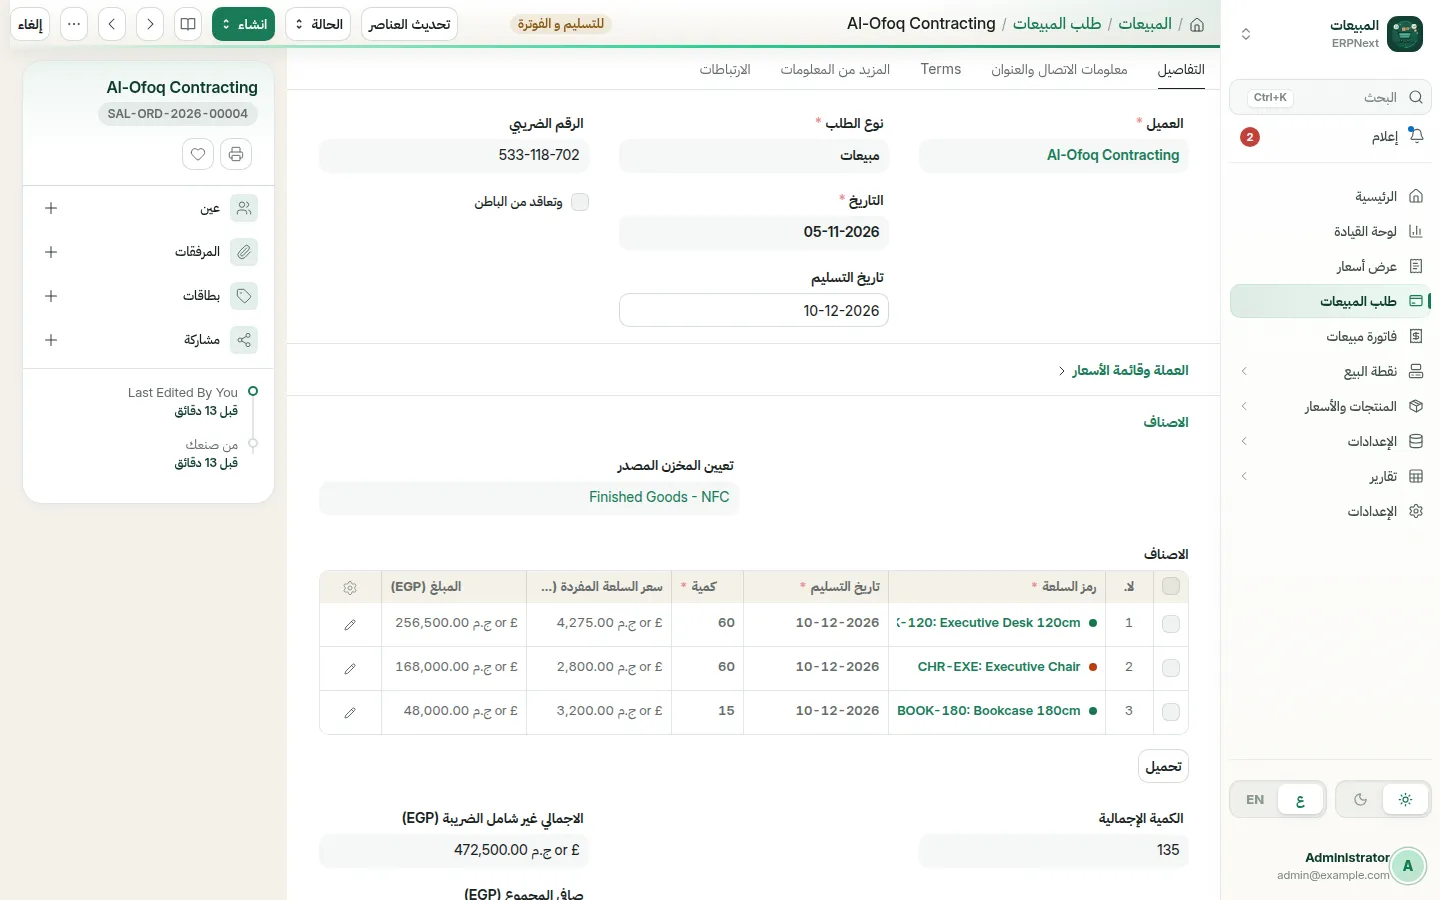 المبيعات
ERPNext
البحث
Ctrl+K
إعلام
2
الرئيسية
لوحة القيادة
عرض أسعار
طلب المبيعات
فاتورة مبيعات
نقطة البيع
المنتجات والأسعار
الإعدادات
تقارير
الإعدادات
ع
EN
Administrator
admin@example.com
A
المبيعات / طلب المبيعات / Al-Ofoq Contracting
للتسليم و الفوترة
تحديث العناصر
الحالة
انشاء
إلغاء
التفاصيل
معلومات الاتصال والعنوان
Terms
المزيد من المعلومات
الارتباطات
العميل *
Al-Ofoq Contracting
نوع الطلب *
مبيعات
الرقم الضريبي
533-118-702
التاريخ *
05-11-2026
وتعاقد من الباطن
تاريخ التسليم
10-12-2026
العملة وقائمة الأسعار
الاصناف
تعيين المخزن المصدر
Finished Goods - NFC
الاصناف
لا.
رمز السلعة *
تاريخ التسليم *
كمية *
سعر السلعة المفردة (...
المبلغ (EGP)
1
-120: Executive Desk 120cm
10-12-2026
60
£ or ج.م 4,275.00
£ or ج.م 256,500.00
2
CHR-EXE: Executive Chair
10-12-2026
60
£ or ج.م 2,800.00
£ or ج.م 168,000.00
3
BOOK-180: Bookcase 180cm
10-12-2026
15
£ or ج.م 3,200.00
£ or ج.م 48,000.00
تحميل
الكمية الإجمالية
135
الاجمالي غير شامل الضريبة (EGP)
£ or ج.م 472,500.00
صافي المجموع (EGP)
Al-Ofoq Contracting
SAL-ORD-2026-00004
عين
المرفقات
بطاقات
مشاركة
Last Edited By You
قبل 13 دقائق
من صنعك
قبل 13 دقائق